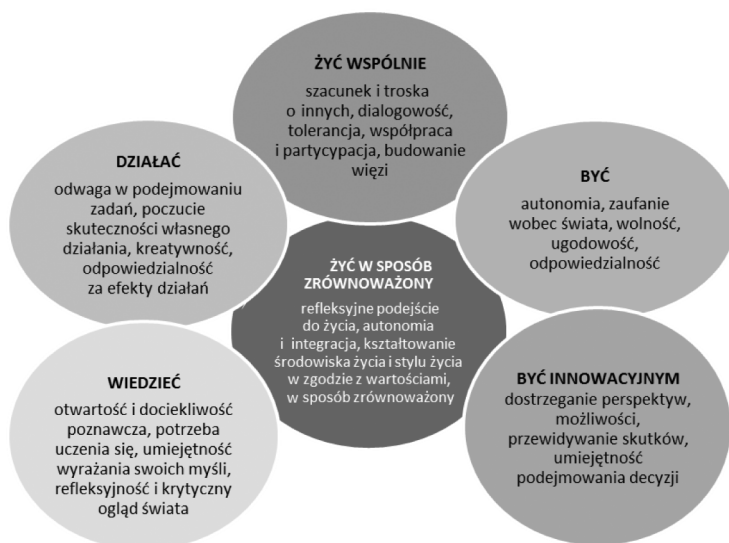 ŻYĆ WSPÓLNIE
szacunek i troska
o innych, dialogowość,
tolerancja, współpraca
i partycypacja, budowanie
więzi
DZIAŁAĆ
odwaga w podejmowaniu
zadań, poczucie
skuteczności własnego
działania, kreatywność,
odpowiedzialność
za efekty działań
BYĆ
autonomia, zaufanie
wobec świata, wolność,
ugodowość,
odpowiedzialność
ŻYĆ W SPOSÓB
ZRÓWNOWAŻONY
refleksyjne podejście
do życia, autonomia
i integracja, kształtowanie
środowiska życia i stylu życia
w zgodzie z wartościami,
w sposób zrównoważony
WIEDZIEĆ
otwartość i dociekliwość
poznawcza, potrzeba
uczenia się, umiejętność
wyrażania swoich myśli,
refleksyjność i krytyczny
ogląd świata
BYĆ INNOWACYJNYM
dostrzeganie perspektyw,
możliwości,
przewidywanie skutków,
umiejętność
podejmowania decyzji